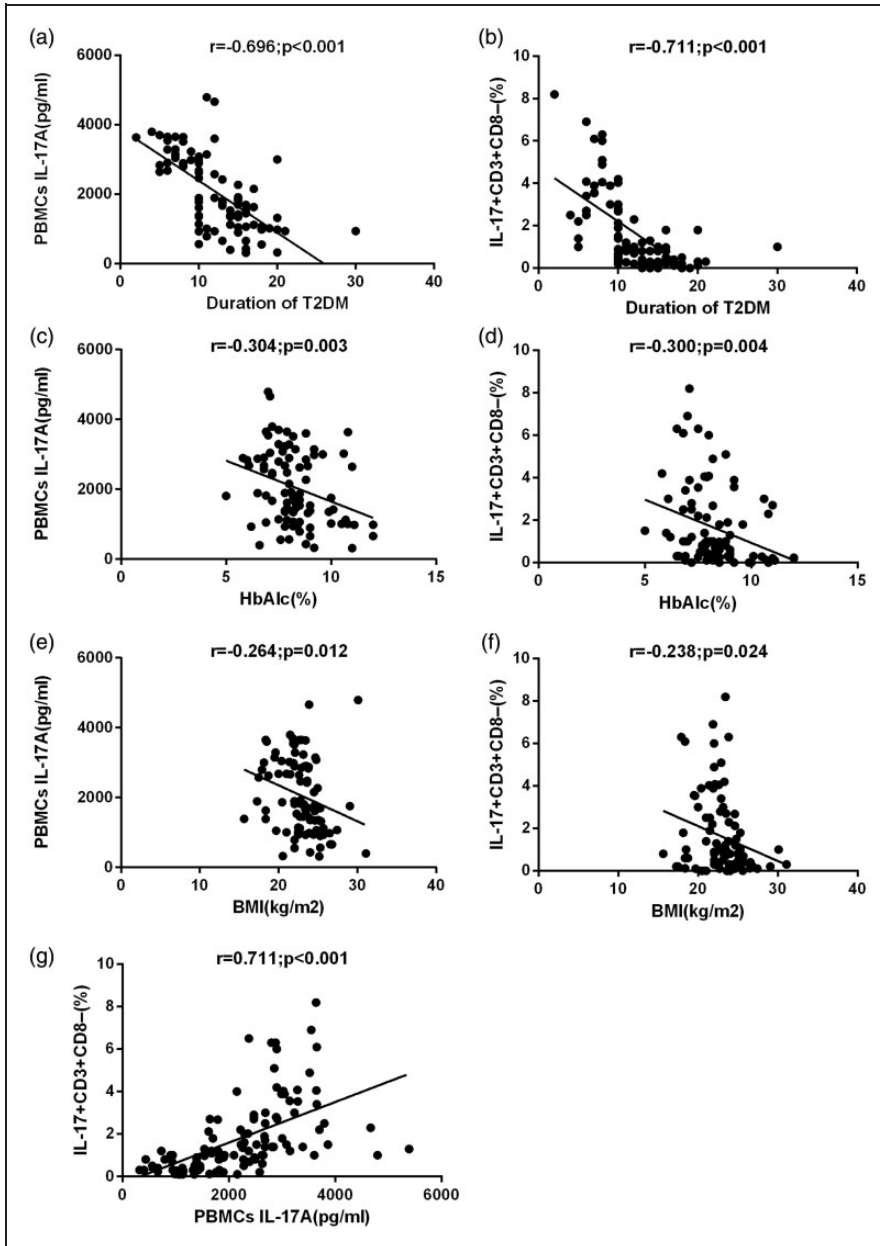 (a)
r=-0.696;p<0.001
PBMCs IL-17A(pg/ml)
6000
4000
2000
0
0 10 20 30 40
Duration of T2DM
(b)
r=-0.711;p<0.001
IL-17+CD3+CD8–(%)
10
8
6
4
2
0
0 10 20 30 40
Duration of T2DM
(c)
r=-0.304;p=0.003
PBMCs IL-17A(pg/ml)
6000
4000
2000
0
0 5 10 15
HbAIc(%)
(d)
r=-0.300;p=0.004
IL-17+CD3+CD8–(%)
10
8
6
4
2
0
0 5 10 15
HbAIc(%)
(e)
r=-0.264;p=0.012
PBMCs IL-17A(pg/ml)
6000
4000
2000
0
0 10 20 30 40
BMI(kg/m2)
(f)
r=-0.238;p=0.024
IL-17+CD3+CD8–(%)
10
8
6
4
2
0
0 10 20 30 40
BMI(kg/m2)
(g)
r=0.711;p<0.001
IL-17+CD3+CD8–(%)
10
8
6
4
2
0
0 2000 4000 6000
PBMCs IL-17A(pg/ml)